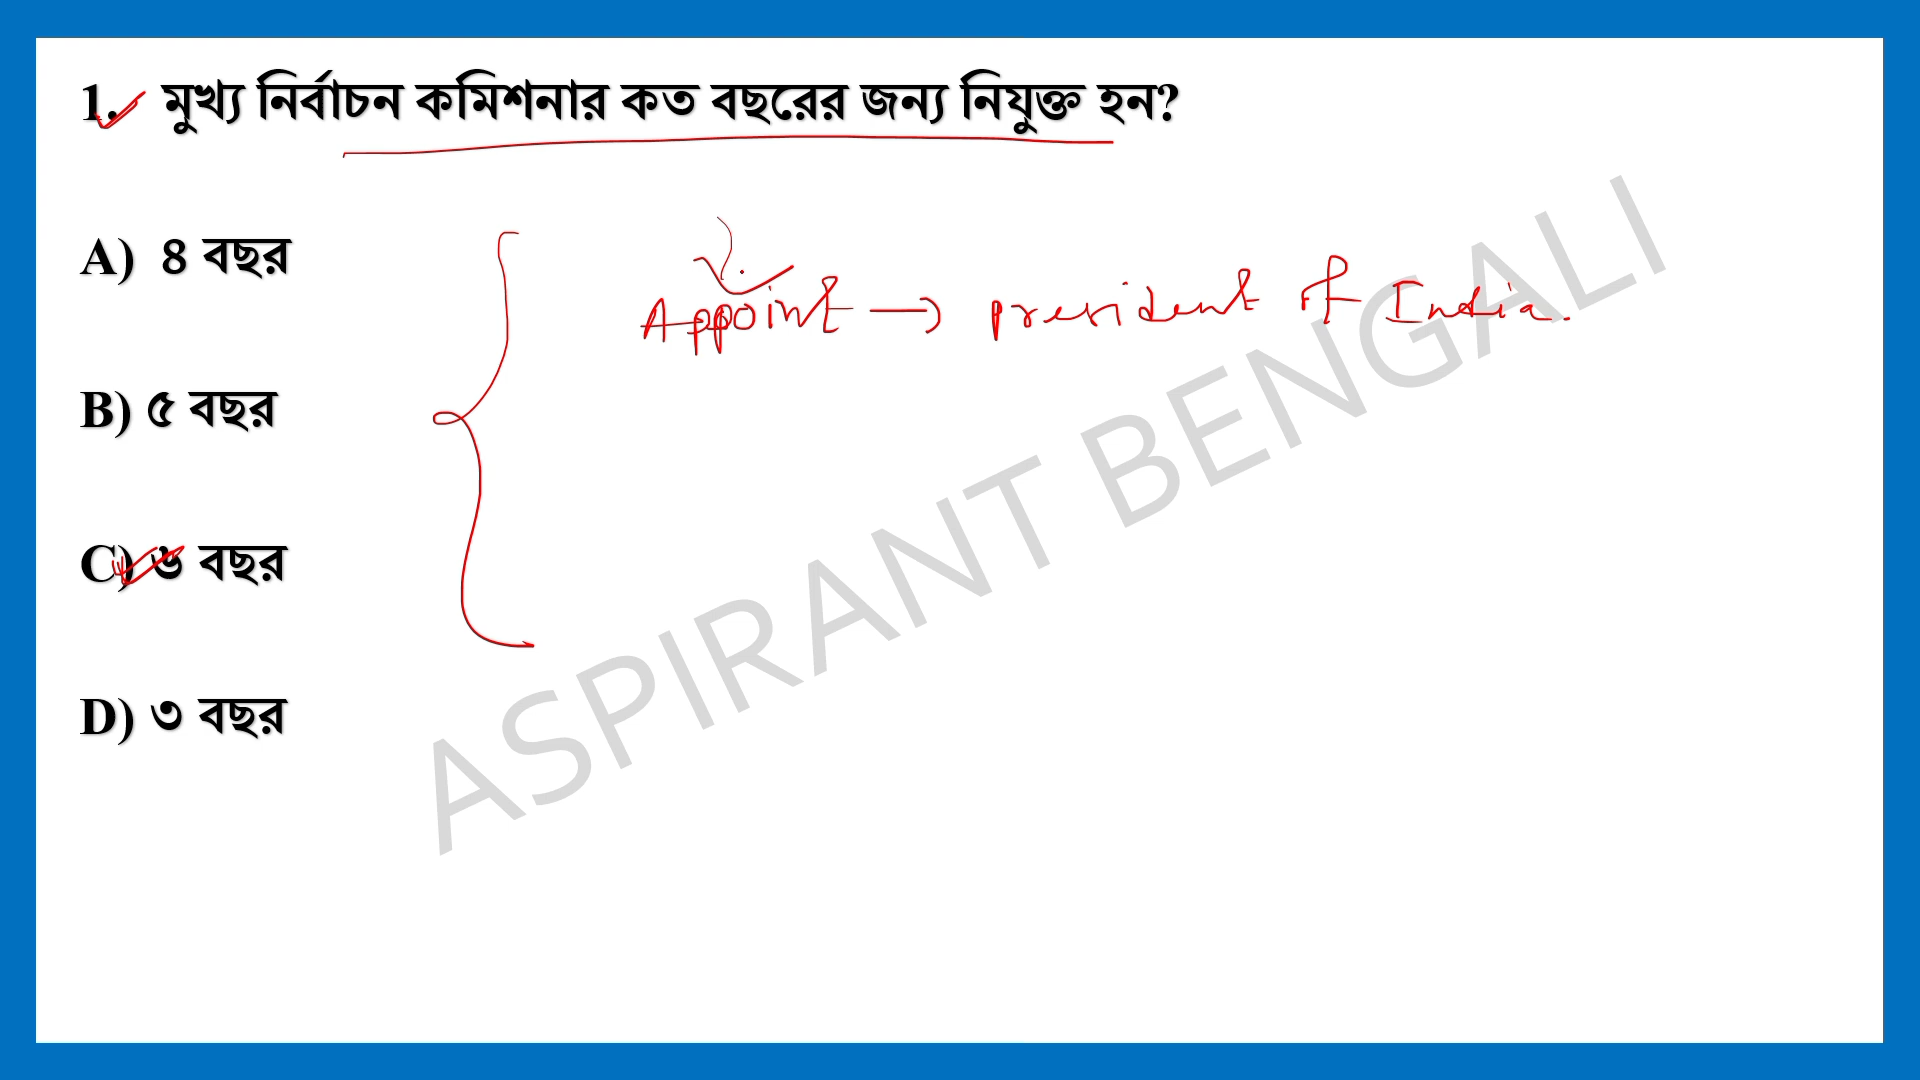 1. মুখ্য নির্বাচন কমিশনার কত বছরের জন্য নিযুক্ত হন?
A) ৪ বছর
Appoint → president of India.
B) ৫ বছর
C) ৬ বছর
D) ৩ বছর
ASPIRANT BENGALI